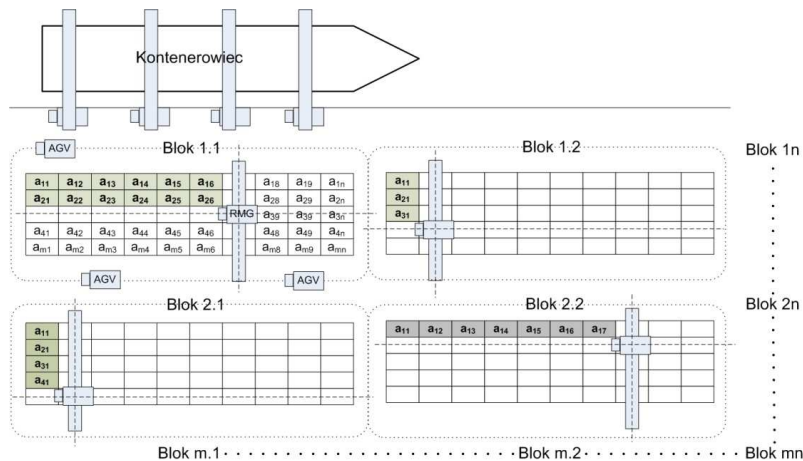 Kontenerowiec
AGV
Blok 1.1
Blok 1.2
Blok 1n
a11 a12 a13 a14 a15 a16 a18 a19 a1n
a21 a22 a23 a24 a25 a26 a28 a29 a2n
RMG a39 a39 a3n
a41 a42 a43 a44 a45 a46 a48 a49 a4n
am1 am2 am3 am4 am5 am6 am8 am9 amn
a11
a21
a31
AGV AGV
Blok 2.1
Blok 2.2
Blok 2n
a11
a21
a31
a41
a11 a12 a13 a14 a15 a16 a17
Blok m.1 Blok m.2 Blok mn